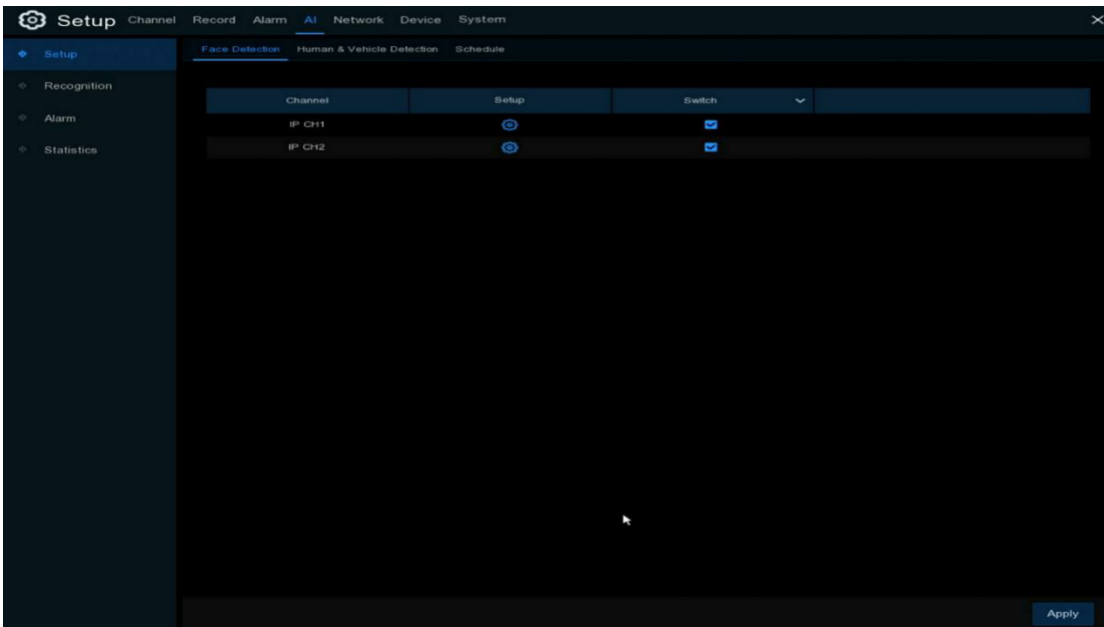 Setup Channel Record Alarm AI Network Device System
Setup
Recognition
Alarm
Statistics
Face Detection Human & Vehicle Detection Schedule
Channel Setup Switch
IP CH1
IP CH2
Apply